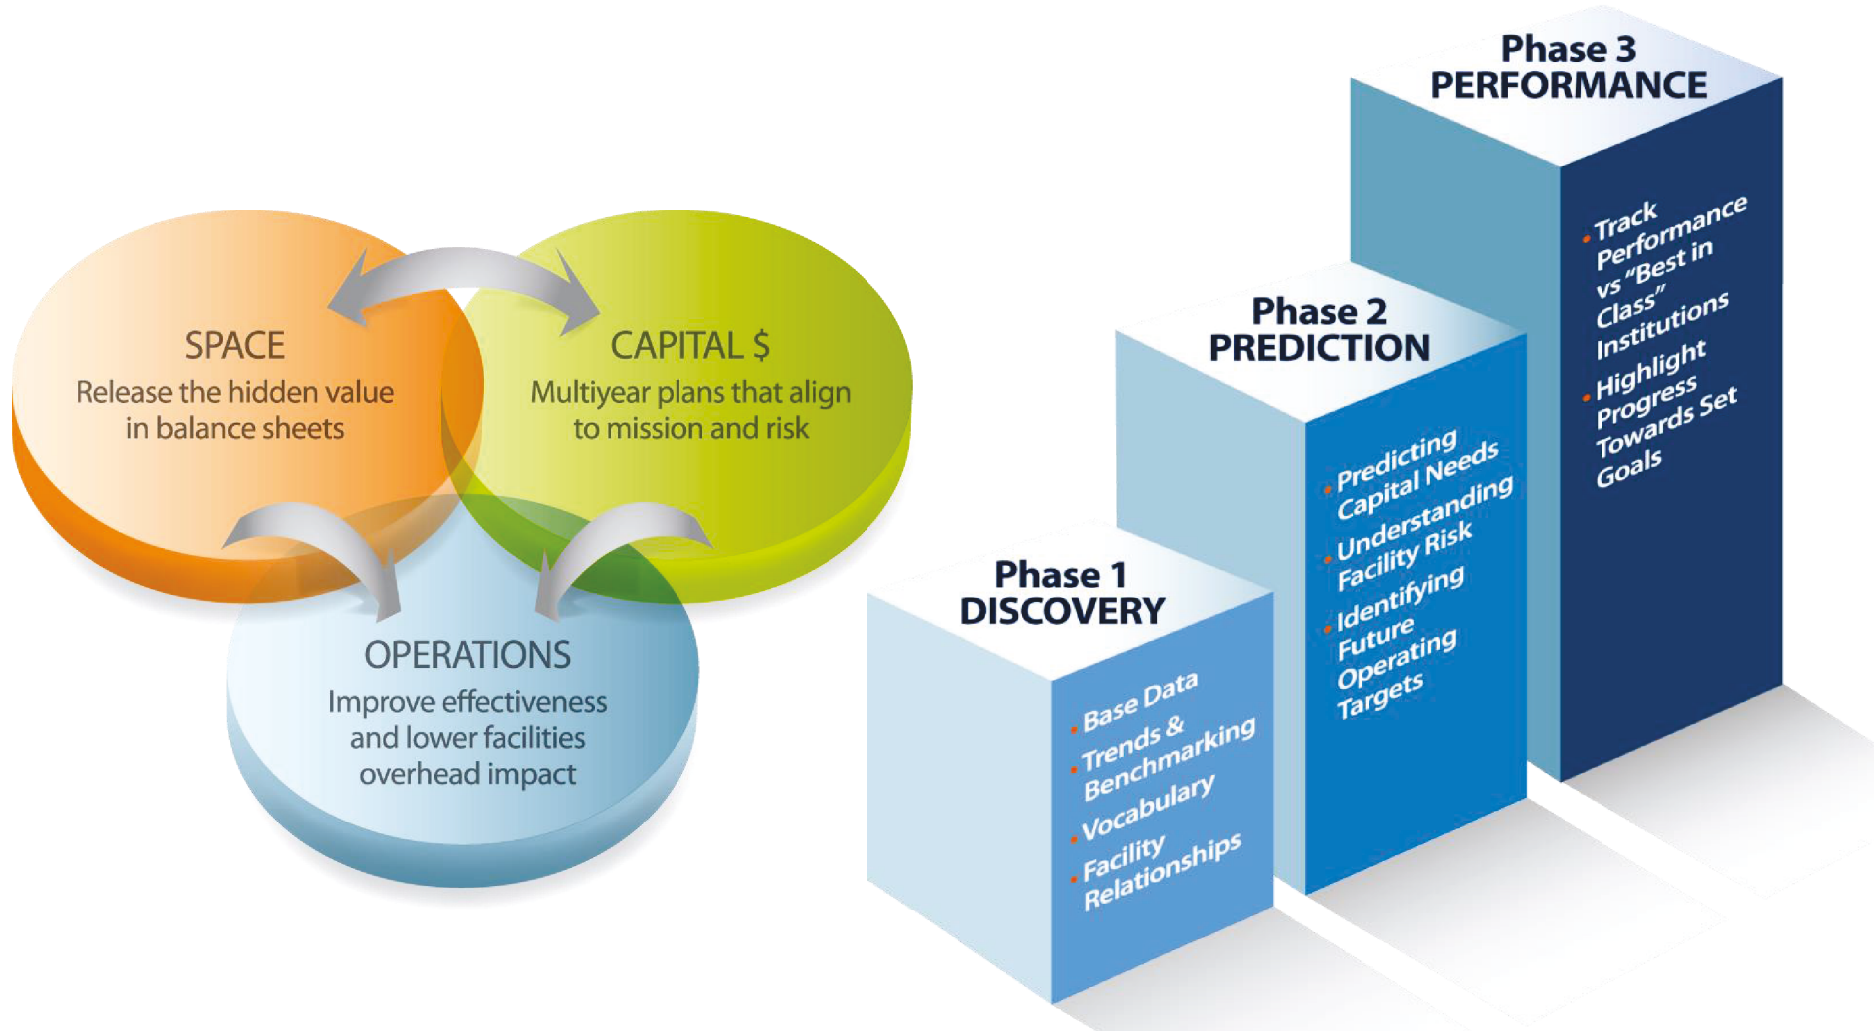 SPACE
Release the hidden value
in balance sheets
CAPITAL $
Multiyear plans that align
to mission and risk
OPERATIONS
Improve effectiveness
and lower facilities
overhead impact
Phase 1
DISCOVERY
• Base Data
• Trends &
Benchmarking
• Vocabulary
• Facility
Relationships
Phase 2
PREDICTION
• Predicting
Capital Needs
• Understanding
Facility Risk
• Identifying
Future
Operating
Targets
Phase 3
PERFORMANCE
• Track
Performance
vs “Best in
Class”
Institutions
• Highlight
Progress
Towards Set
Goals